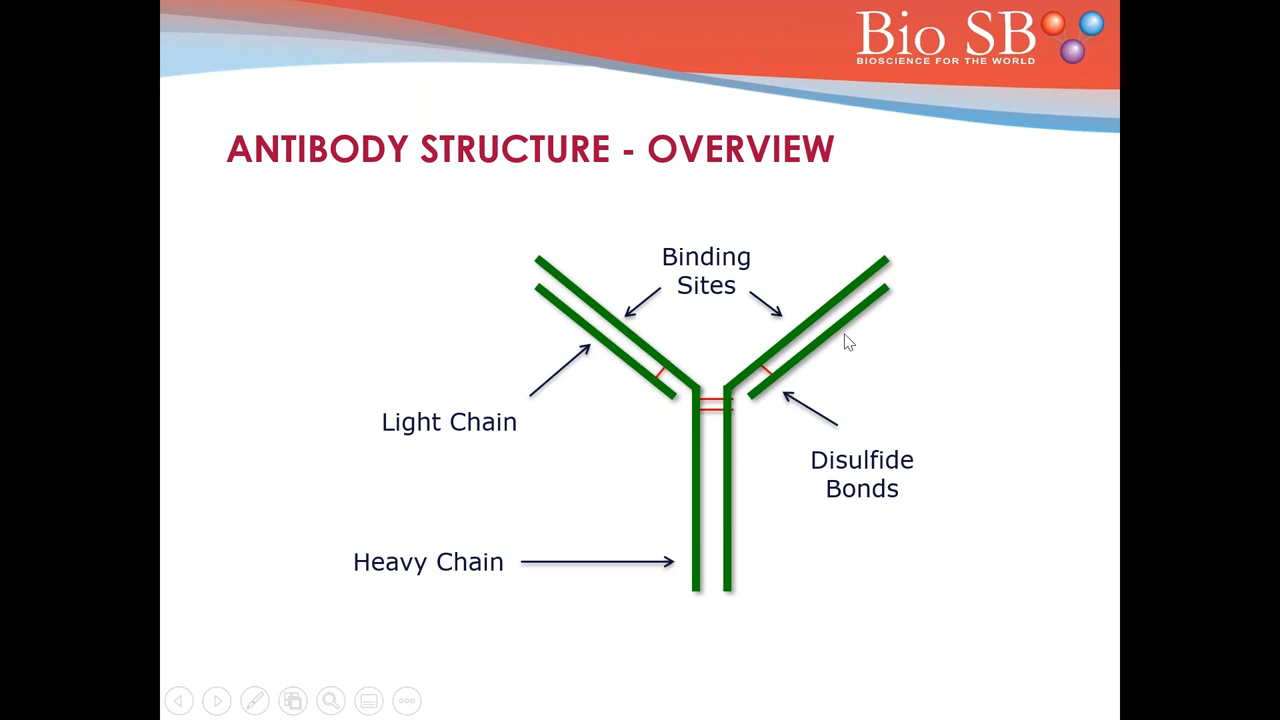 Bio SB
BIOSCIENCE FOR THE WORLD
ANTIBODY STRUCTURE - OVERVIEW
Binding
Sites
Light Chain
Disulfide
Bonds
Heavy Chain